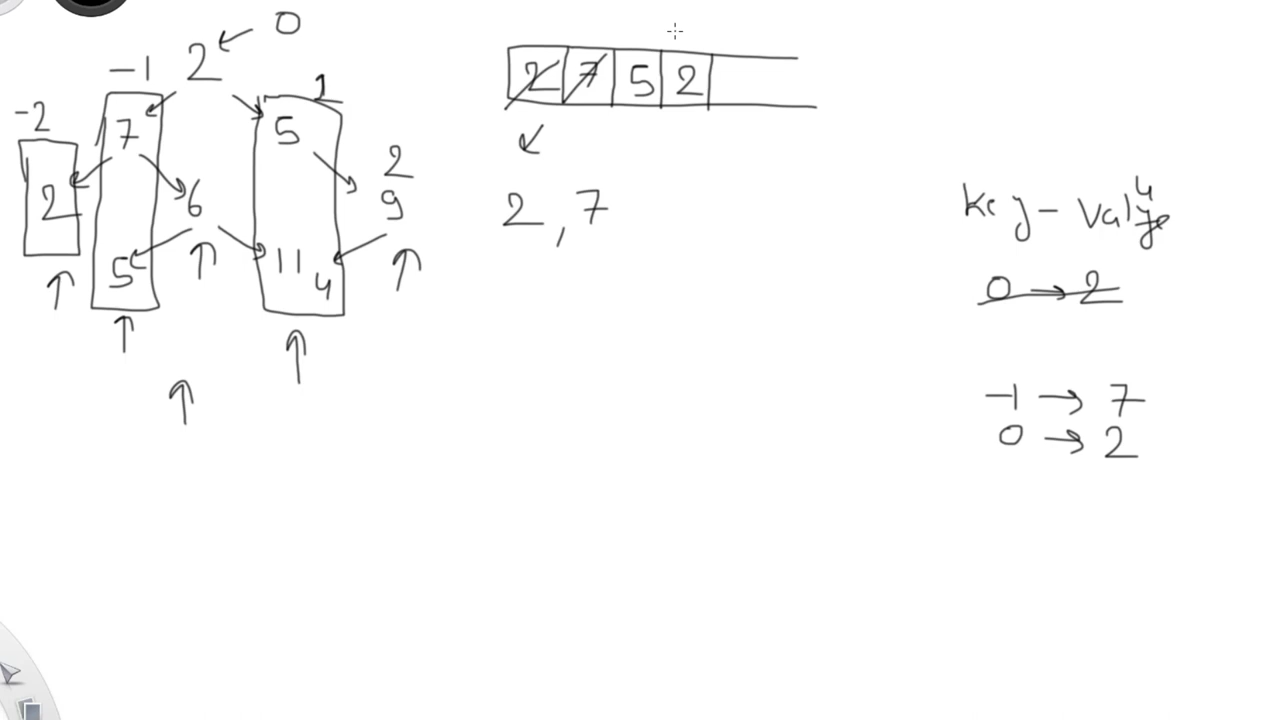 0
-1 2
1
-2
7 5
2
2 6 9
5 11 4
2 7 5 2
2, 7
key - value
0 → 2
-1 → 7
0 → 2